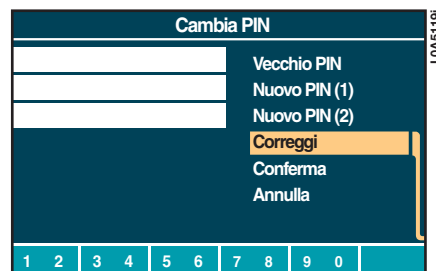 Cambia PIN
Vecchio PIN
Nuovo PIN (1)
Nuovo PIN (2)
Correggi
Conferma
Annulla
1 2 3 4 5 6 7 8 9 0
L0A5119i